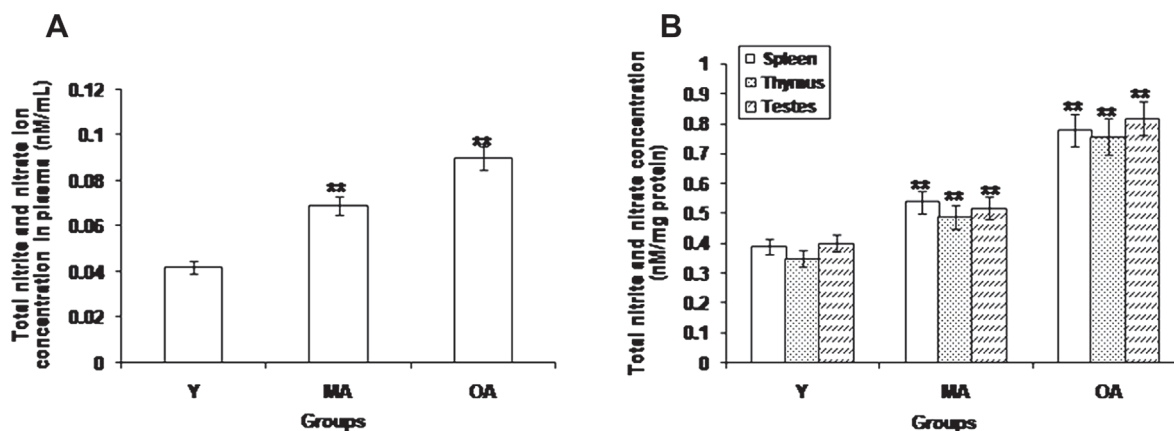 A
Total nitrite and nitrate ion
concentration in plasma (nM/mL)
0.12
0.1
0.08
0.06
0.04
0.02
0
**
**
Y
MA
OA
Groups
B
Total nitrite and nitrate concentration
(nM/mg protein)
1
0.9
0.8
0.7
0.6
0.5
0.4
0.3
0.2
0.1
0
Spleen
Thymus
Testes
**
**
**
**
**
**
Y
MA
OA
Groups